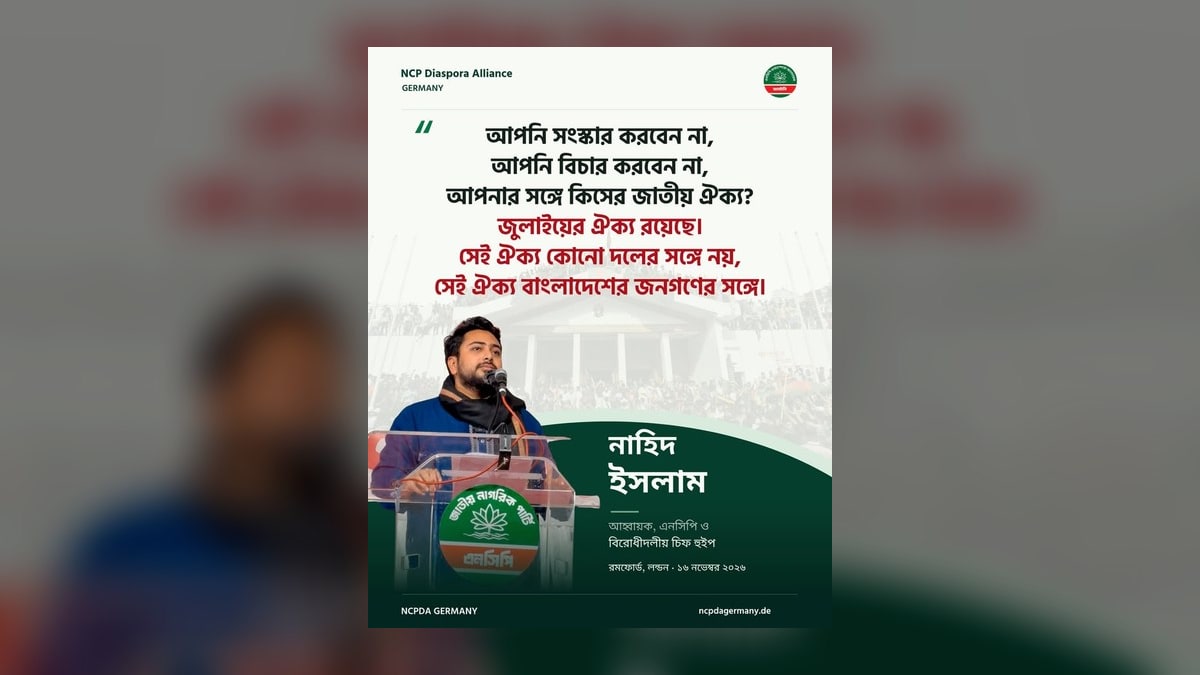 NCP Diaspora Alliance
GERMANY
“
আপনি সংস্কার করবেন না,
আপনি বিচার করবেন না,
আপনার সঙ্গে কিসের জাতীয় ঐক্য?
জুলাইয়ের ঐক্য রয়েছে।
সেই ঐক্য কোনো দলের সঙ্গে নয়,
সেই ঐক্য বাংলাদেশের জনগণের সঙ্গে।
নাহিদ
ইসলাম
আহ্বায়ক, এনসিপি ও
বিরোধীদলীয় চিফ হুইপ
রমফোর্ড, লন্ডন · ১৬ নভেম্বর ২০২৬
জাতীয় নাগরিক পার্টি
এনসিপি
NCPDA GERMANY
ncpdagermany.de